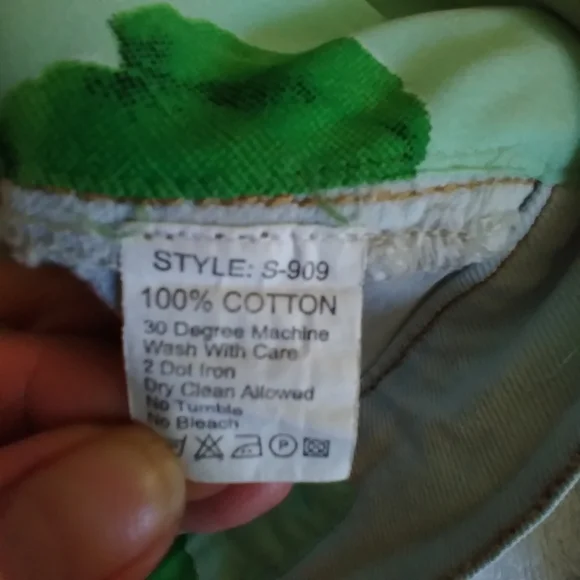 STYLE: S-909
100% COTTON
30 Degree Machine
Wash With Care
2 Dot Iron
Dry Clean Allowed
No Tumble
No Bleach
P